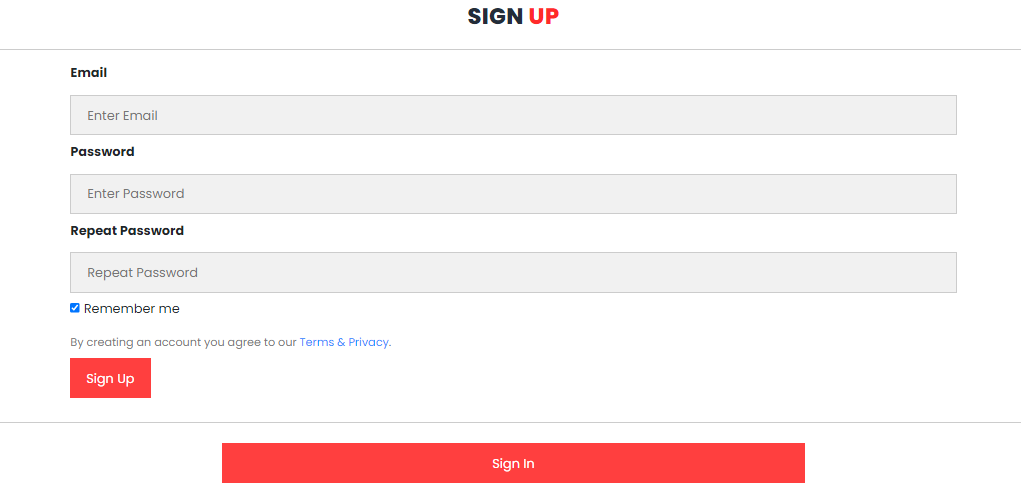 SIGN UP
Email
Enter Email
Password
Enter Password
Repeat Password
Repeat Password
Remember me
By creating an account you agree to our Terms & Privacy.
Sign Up
Sign In